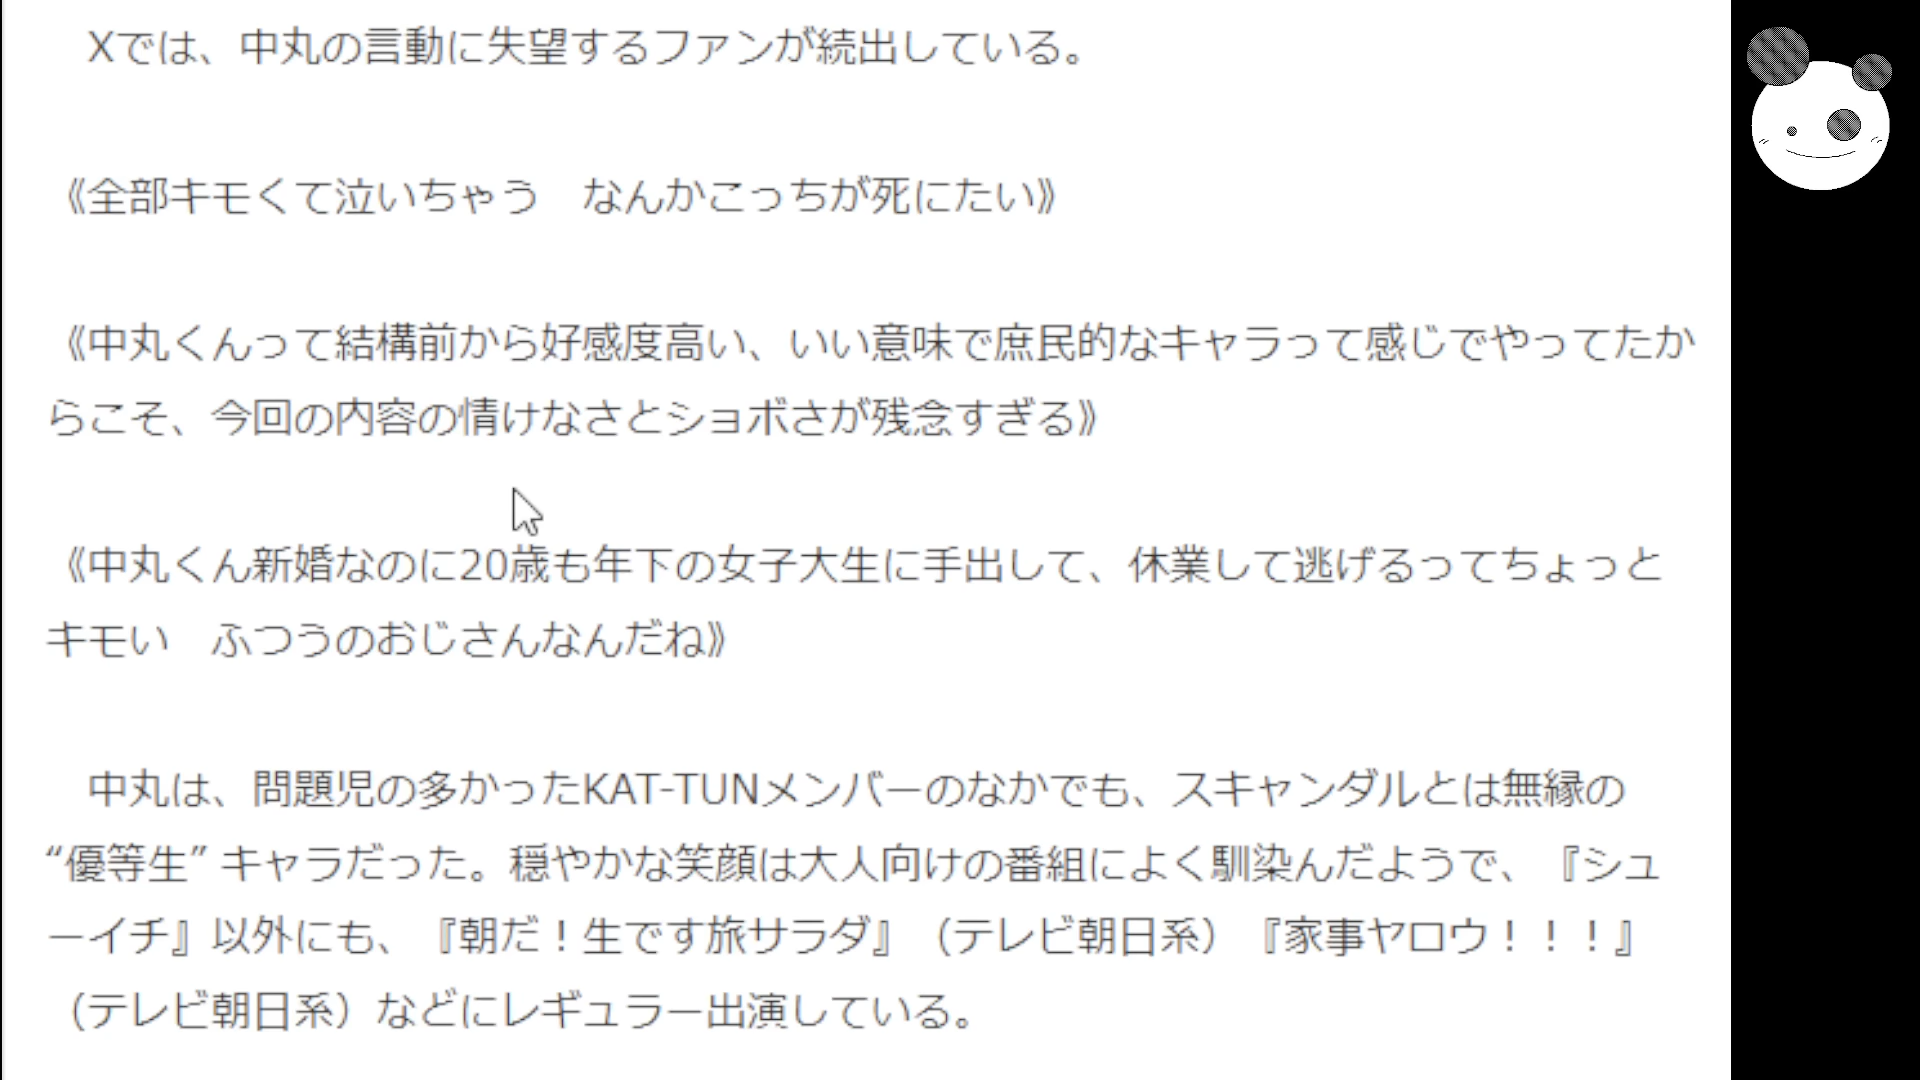 Xでは、中丸の言動に失望するファンが続出している。
《全部キモくて泣いちゃう　なんかこっちが死にたい》
《中丸くんって結構前から好感度高い、いい意味で庶民的なキャラって感じでやってたか
らこそ、今回の内容の情けなさとショボさが残念すぎる》
《中丸くん新婚なのに20歳も年下の女子大生に手出して、休業して逃げるってちょっと
キモい　ふつうのおじさんなんだね》
中丸は、問題児の多かったKAT-TUNメンバーのなかでも、スキャンダルとは無縁の
“優等生” キャラだった。穏やかな笑顔は大人向けの番組によく馴染んだようで、『シュ
ーイチ』以外にも、『朝だ！生です旅サラダ』（テレビ朝日系）『家事ヤロウ！！！』
（テレビ朝日系）などにレギュラー出演している。